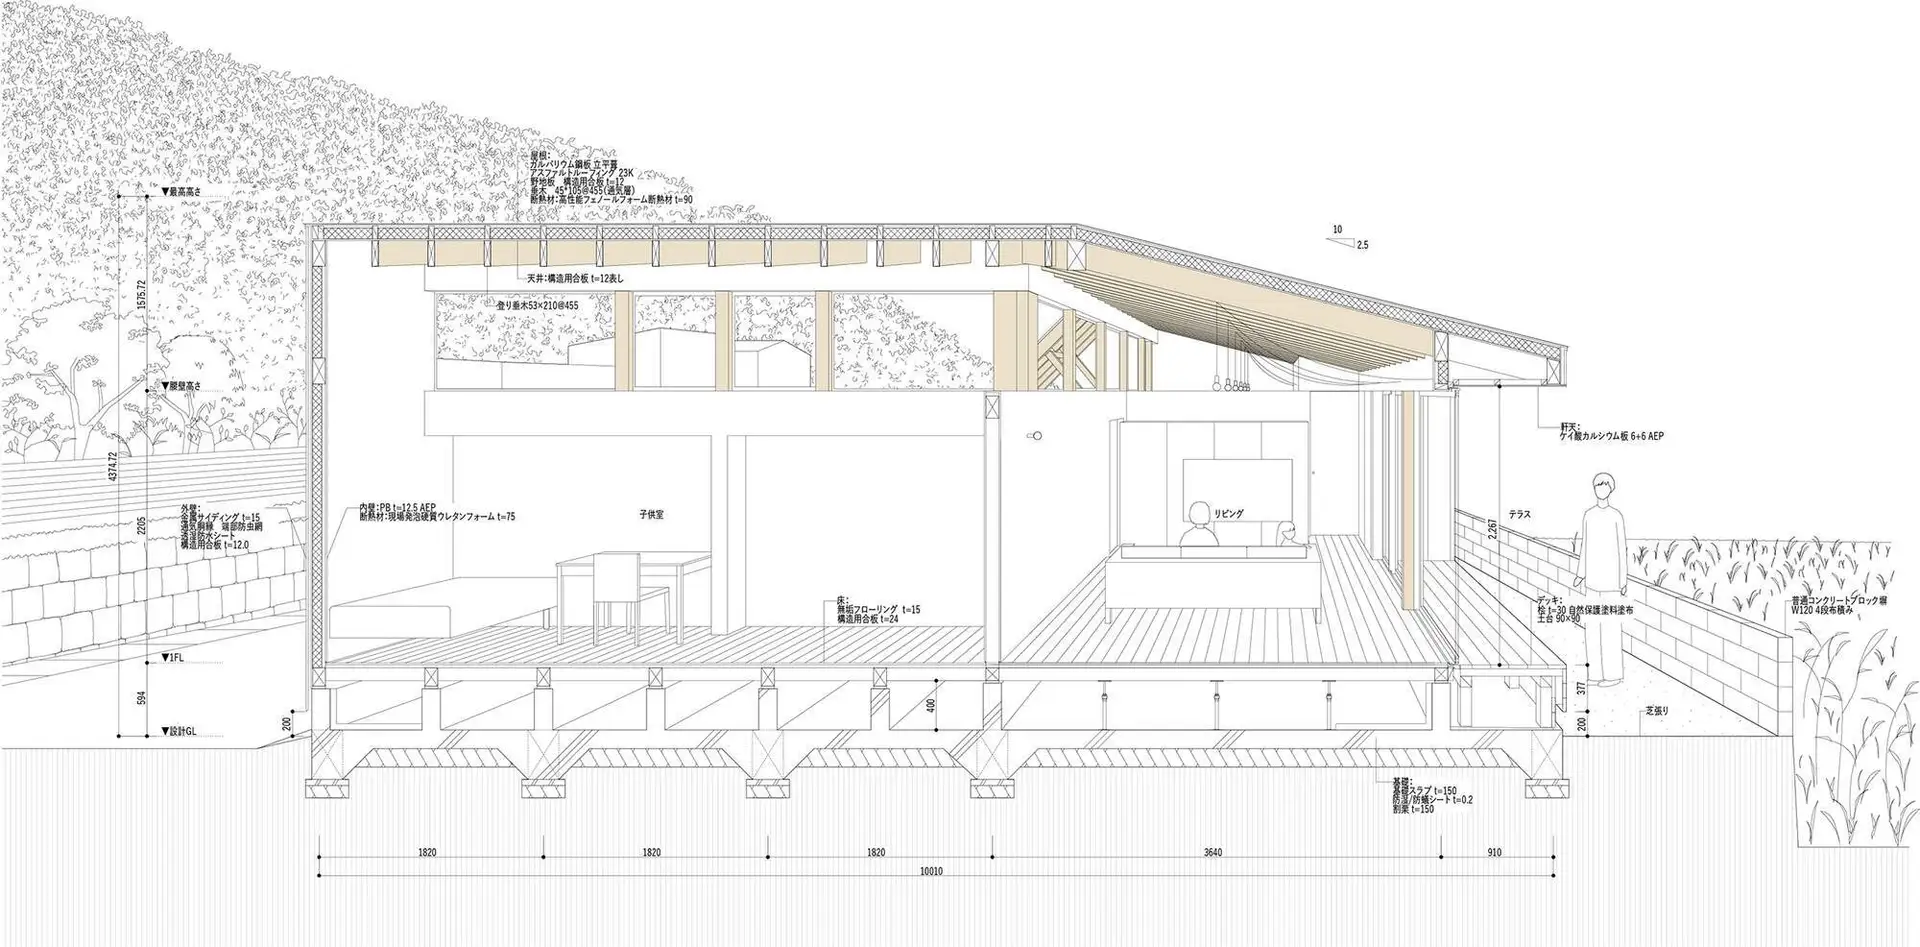 屋根:
ガルバリウム鋼板 立平葺
アスファルトルーフィング 23K
野地板　構造用合板 t=12
垂木　45*105@455(通気層)
断熱材:高性能フェノールフォーム断熱材 t=90
▼最高高さ
10
2.5
天井:構造用合板 t=12表し
登り垂木53×210@455
1575.72
▼腰壁高さ
軒天:
ケイ酸カルシウム板 6+6 AEP
4374.72
外壁:
金属サイディング t=15
通気胴縁　端部防虫網
透湿防水シート
構造用合板 t=12.0
2205
内壁:PB t=12.5 AEP
断熱材:現場発泡硬質ウレタンフォーム t=75
子供室
リビング
2,267
テラス
床:
無垢フローリング t=15
構造用合板 t=24
デッキ:
桧 t=30 自然保護塗料塗布
土台 90×90
普通コンクリートブロック塀
W120 4段布積み
▼1FL
594
200
400
377
200
芝張り
▼設計GL
基礎:
基礎スラブ t=150
防湿/防蟻シート t=0.2
割栗 t=150
1820
1820
1820
3640
910
10010